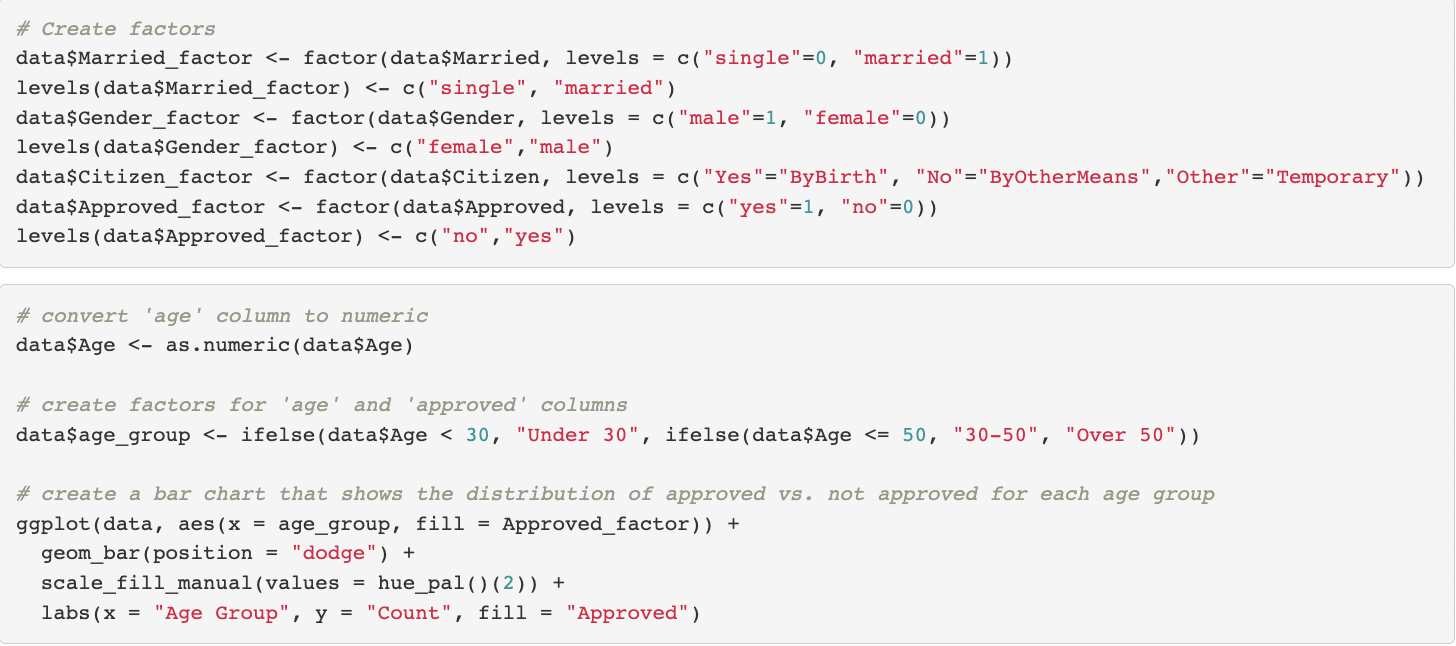 # Create factors
data$Married_factor <- factor(data$Married, levels = c("single"=0, "married"=1))
levels(data$Married_factor) <- c("single", "married")
data$Gender_factor <- factor(data$Gender, levels = c("male"=1, "female"=0))
levels(data$Gender_factor) <- c("female","male")
data$Citizen_factor <- factor(data$Citizen, levels = c("Yes"="ByBirth", "No"="ByOtherMeans","Other"="Temporary"))
data$Approved_factor <- factor(data$Approved, levels = c("yes"=1, "no"=0))
levels(data$Approved_factor) <- c("no","yes")
# convert 'age' column to numeric
data$Age <- as.numeric(data$Age)
# create factors for 'age' and 'approved' columns
data$age_group <- ifelse(data$Age < 30, "Under 30", ifelse(data$Age <= 50, "30-50", "Over 50"))
# create a bar chart that shows the distribution of approved vs. not approved for each age group
ggplot(data, aes(x = age_group, fill = Approved_factor)) +
  geom_bar(position = "dodge") +
  scale_fill_manual(values = hue_pal()(2)) +
  labs(x = "Age Group", y = "Count", fill = "Approved")